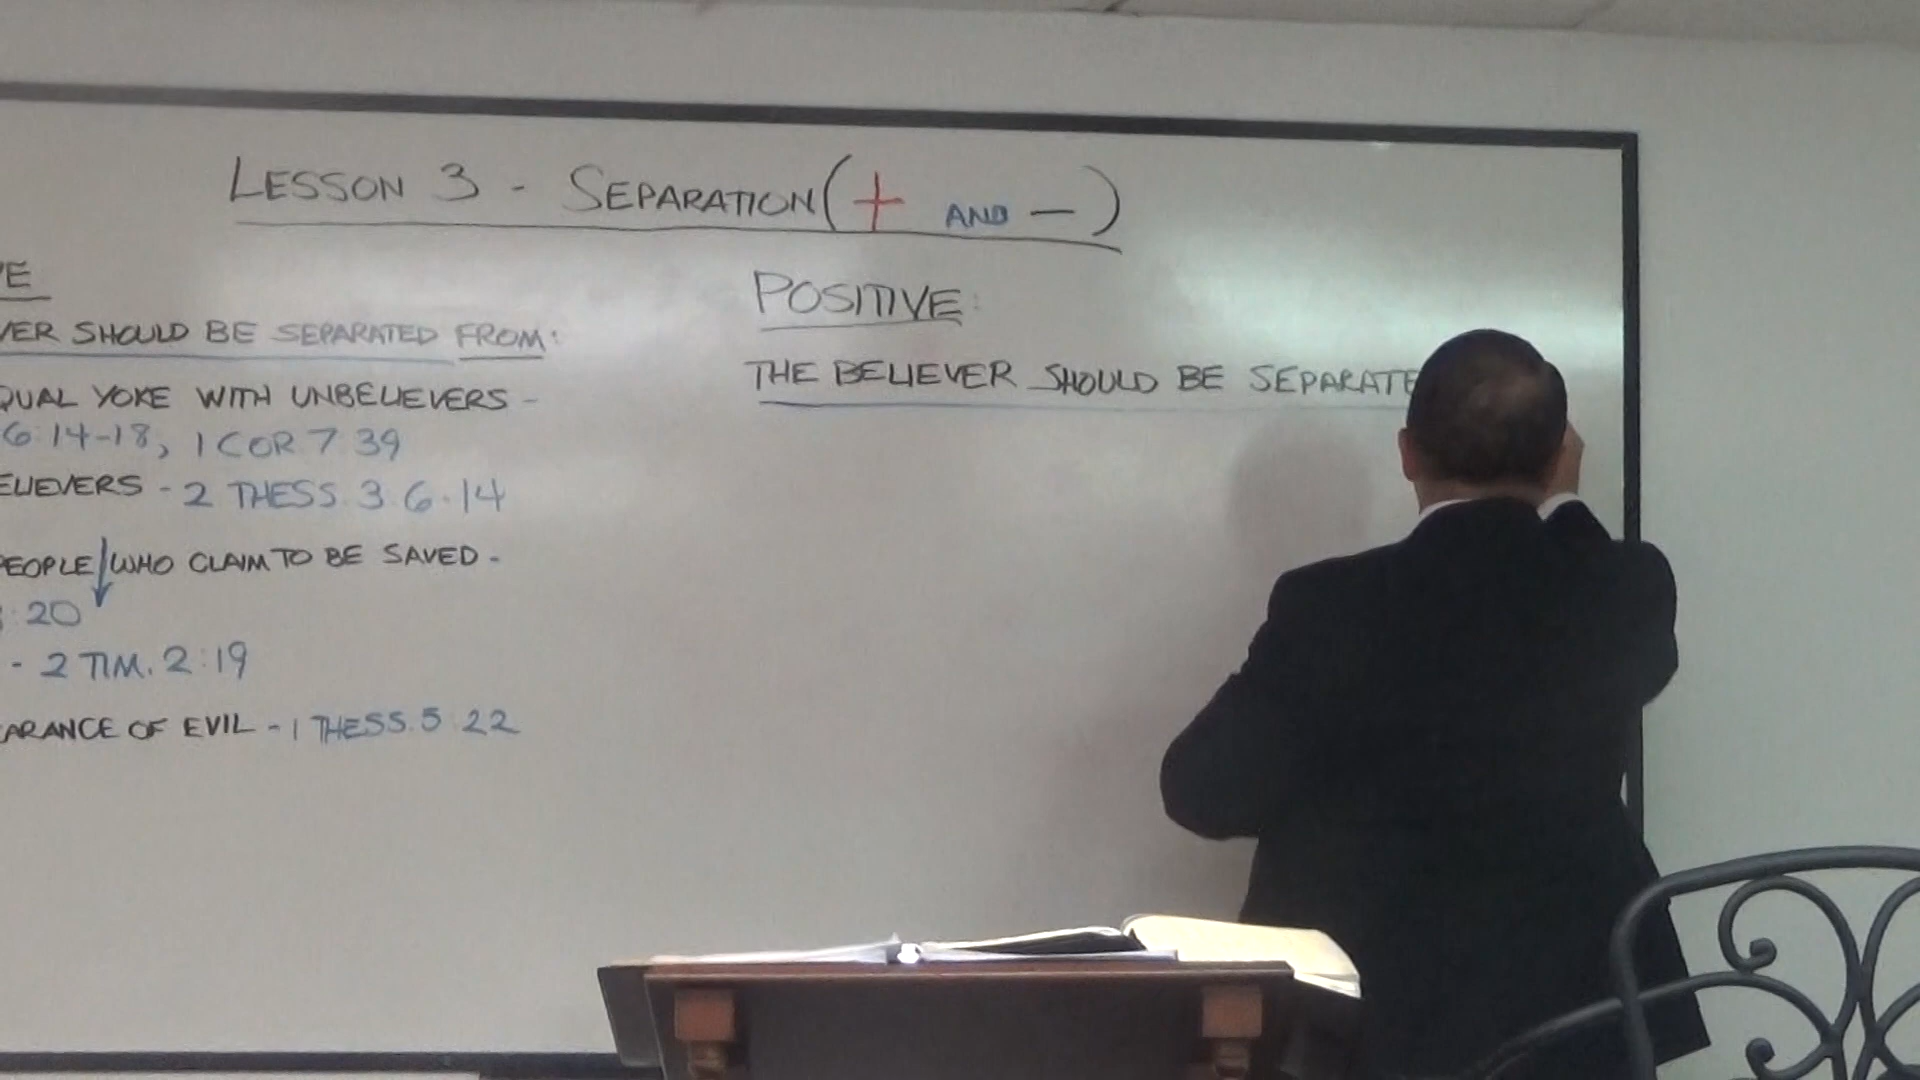 LESSON 3 - SEPARATION (+ AND -)
VE
VER SHOULD BE SEPARATED FROM:
QUAL YOKE WITH UNBELIEVERS -
6:14-18, 1 COR. 7:39
ELIEVERS - 2 THESS. 3:6-14
PEOPLE WHO CLAIM TO BE SAVED -
:20
- 2 TIM. 2:19
ARANCE OF EVIL - 1 THESS. 5:22
POSITIVE:
THE BELIEVER SHOULD BE SEPARATE